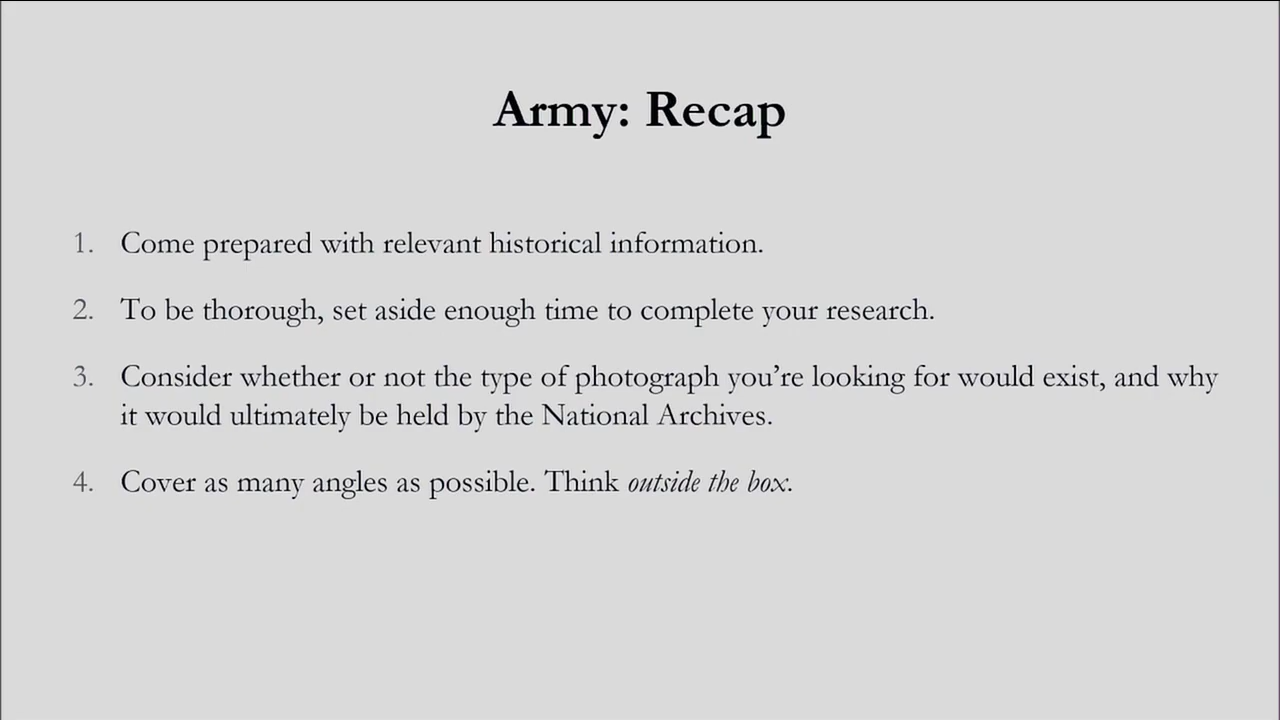 Army: Recap
1. Come prepared with relevant historical information.
2. To be thorough, set aside enough time to complete your research.
3. Consider whether or not the type of photograph you’re looking for would exist, and why
it would ultimately be held by the National Archives.
4. Cover as many angles as possible. Think outside the box.